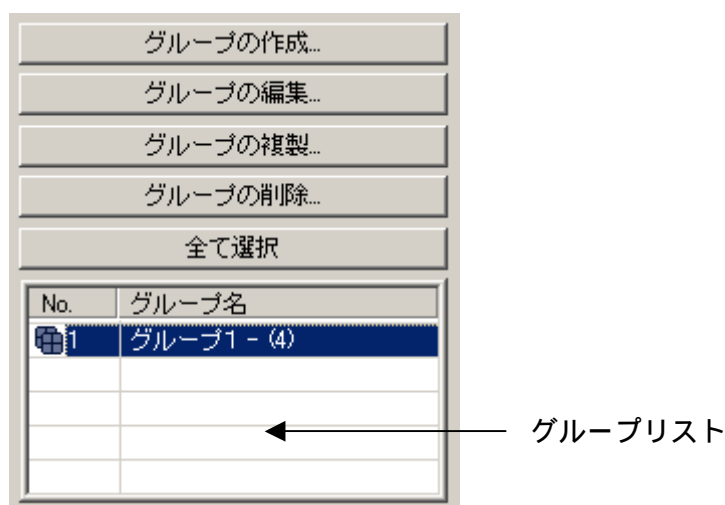 グループの作成...
グループの編集...
グループの複製...
グループの削除...
全て選択
No. グループ名
1 グループ1 - (4)
グループリスト